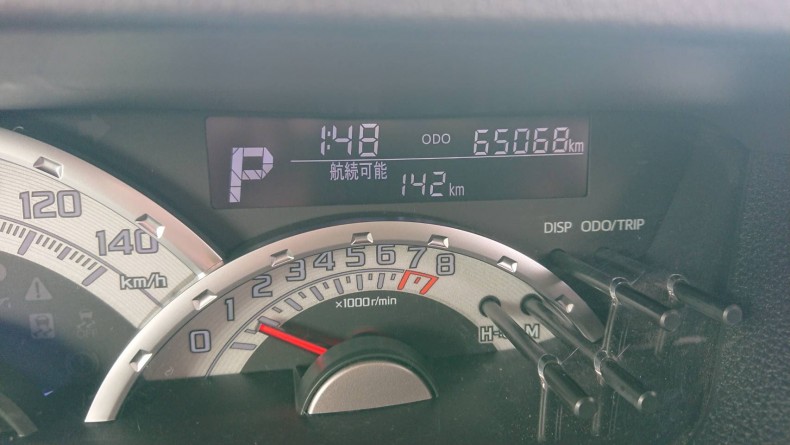 1:48 ODO 65068km
P
航続可能 142km
DISP ODO/TRIP
120
140
km/h
0 1 2 3 4 5 6 7 8
×1000r/min